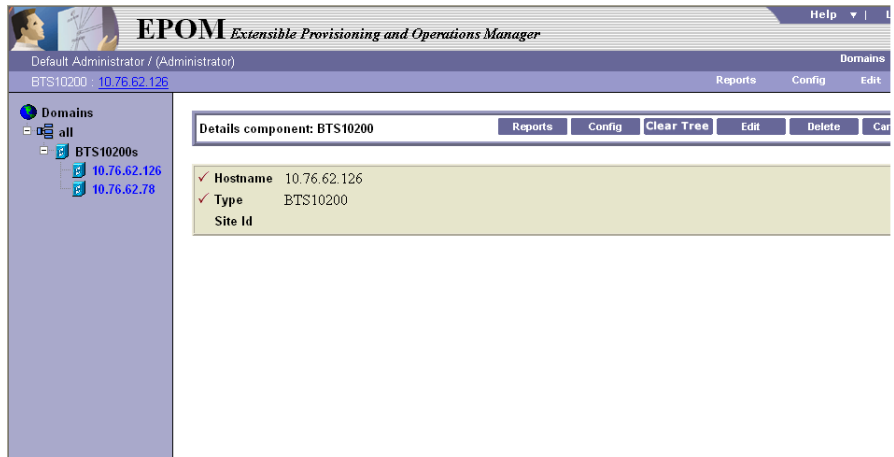 EPOM Extensible Provisioning and Operations Manager
Help
Default Administrator / (Administrator)
Domains
BTS10200 : 10.76.62.126
Reports Config Edit
Domains
all
BTS10200s
10.76.62.126
10.76.62.78
Details component: BTS10200
Reports Config Clear Tree Edit Delete
Hostname 10.76.62.126
Type BTS10200
Site Id